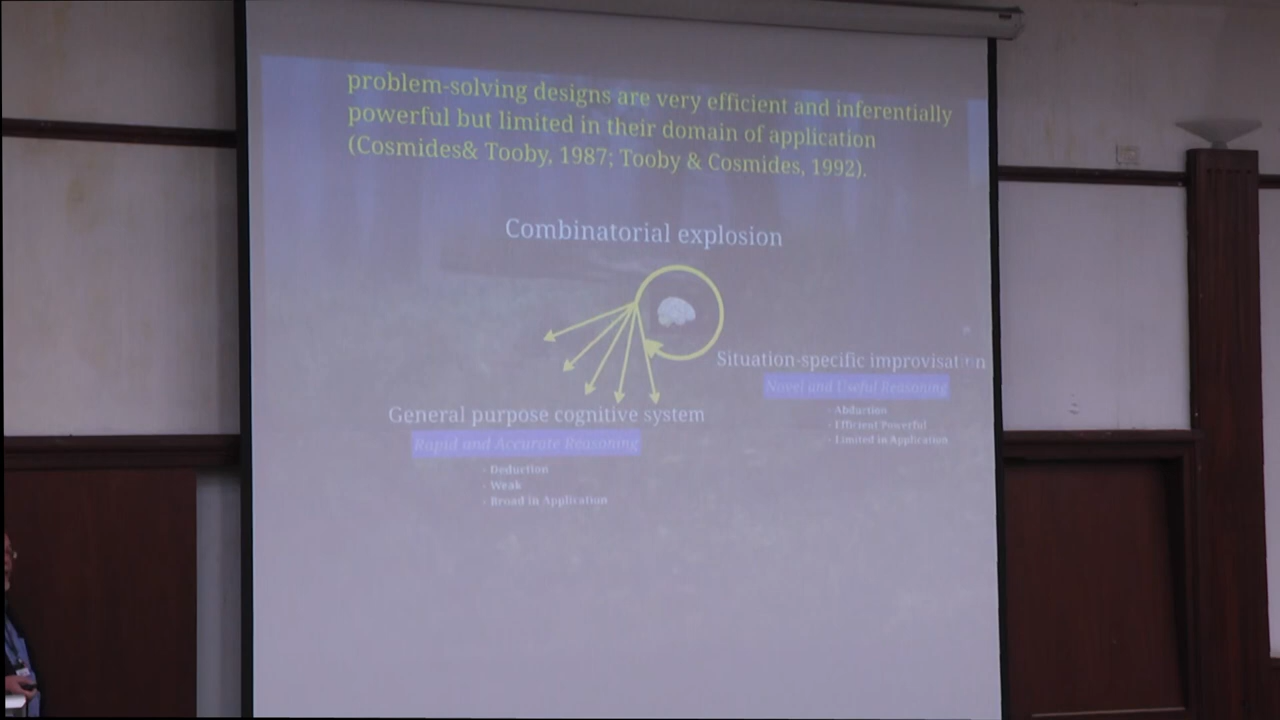 problem-solving designs are very efficient and inferentially
powerful but limited in their domain of application
(Cosmides& Tooby, 1987; Tooby & Cosmides, 1992).
Combinatorial explosion
Situation-specific improvisation
Novel and Useful Reasoning
- Abduction
- Efficient Powerful
- Limited in Application
General purpose cognitive system
Rapid and Accurate Reasoning
- Deduction
- Weak
- Broad in Application